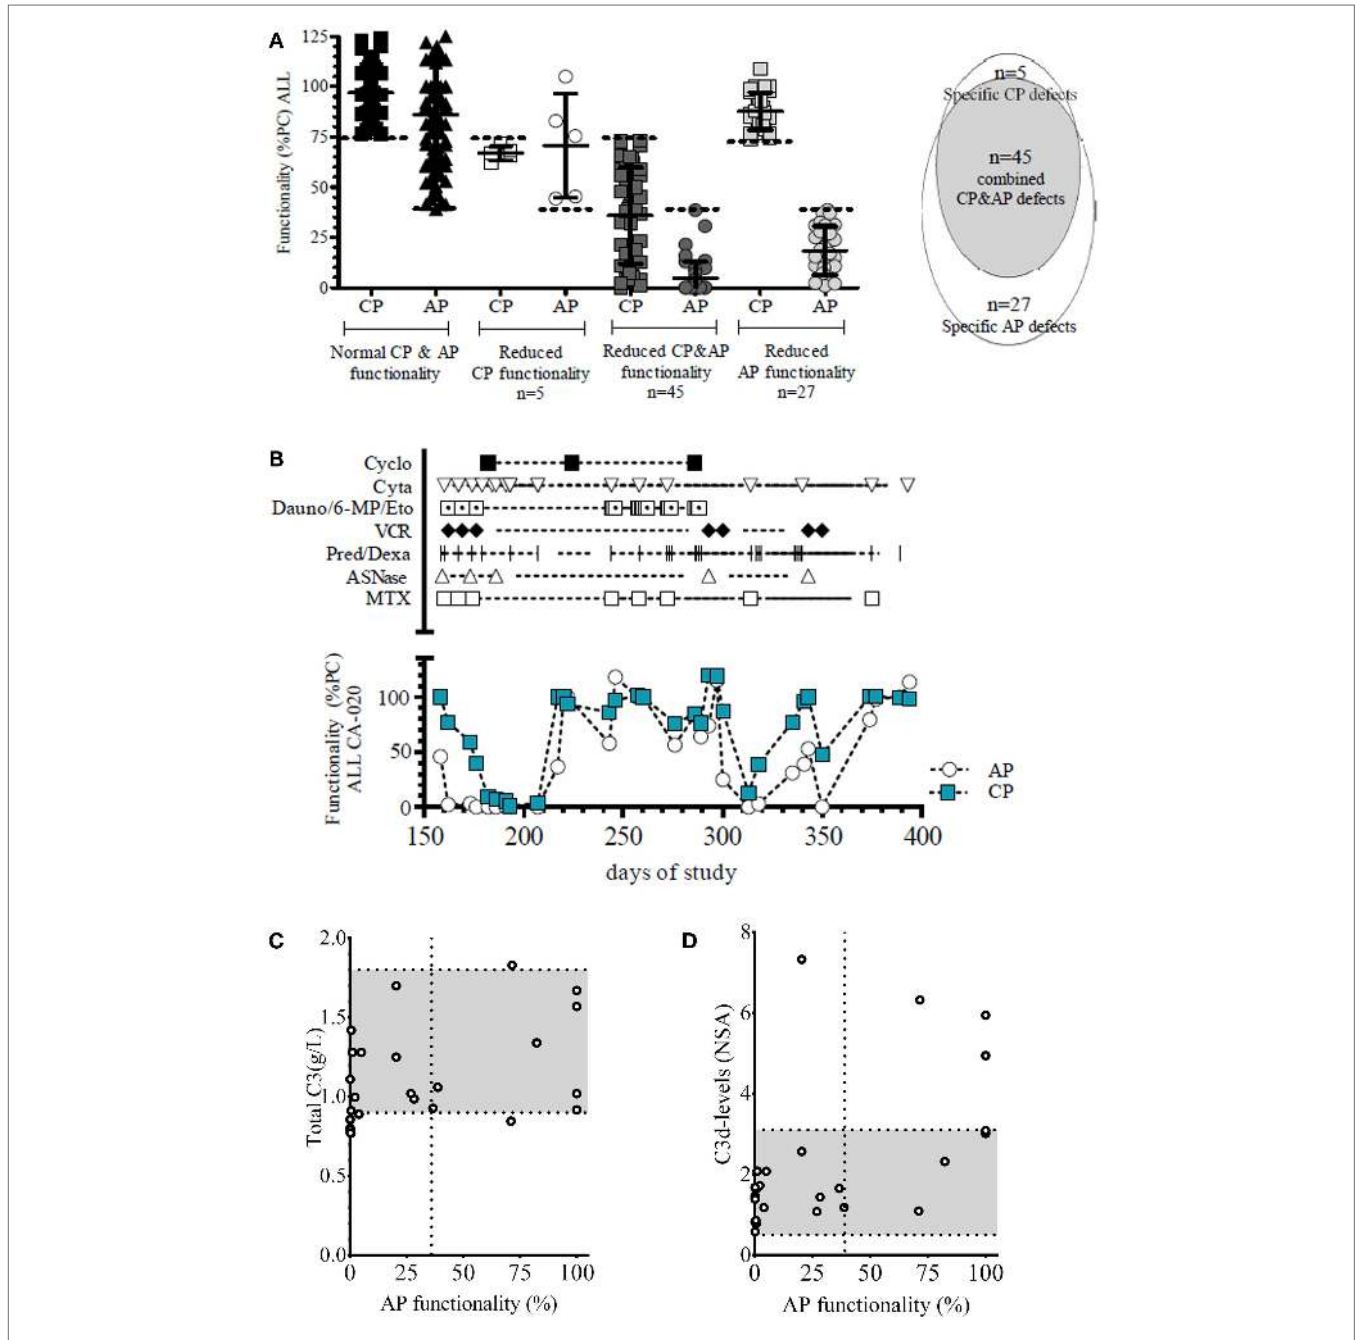 A
Functionality (%PC) ALL
125
100
75
50
25
0
CP
AP
CP
AP
CP
AP
CP
AP
Normal CP & AP
functionality
Reduced
CP functionality
n=5
Reduced CP&AP
functionality
n=45
Reduced
AP functionality
n=27
n=5
Specific CP defects
n=45
combined
CP&AP defects
n=27
Specific AP defects
B
Cyclo
Cyta
Dauno/6-MP/Eto
VCR
Pred/Dexa
ASNase
MTX
Functionality (%PC)
ALL CA-020
100
50
0
150
200
250
300
350
400
days of study
AP
CP
C
Total C3(g/L)
2.0
1.5
1.0
0.5
0.0
0
25
50
75
100
AP functionality (%)
D
C3d-levels (NSA)
8
6
4
2
0
0
25
50
75
100
AP functionality (%)